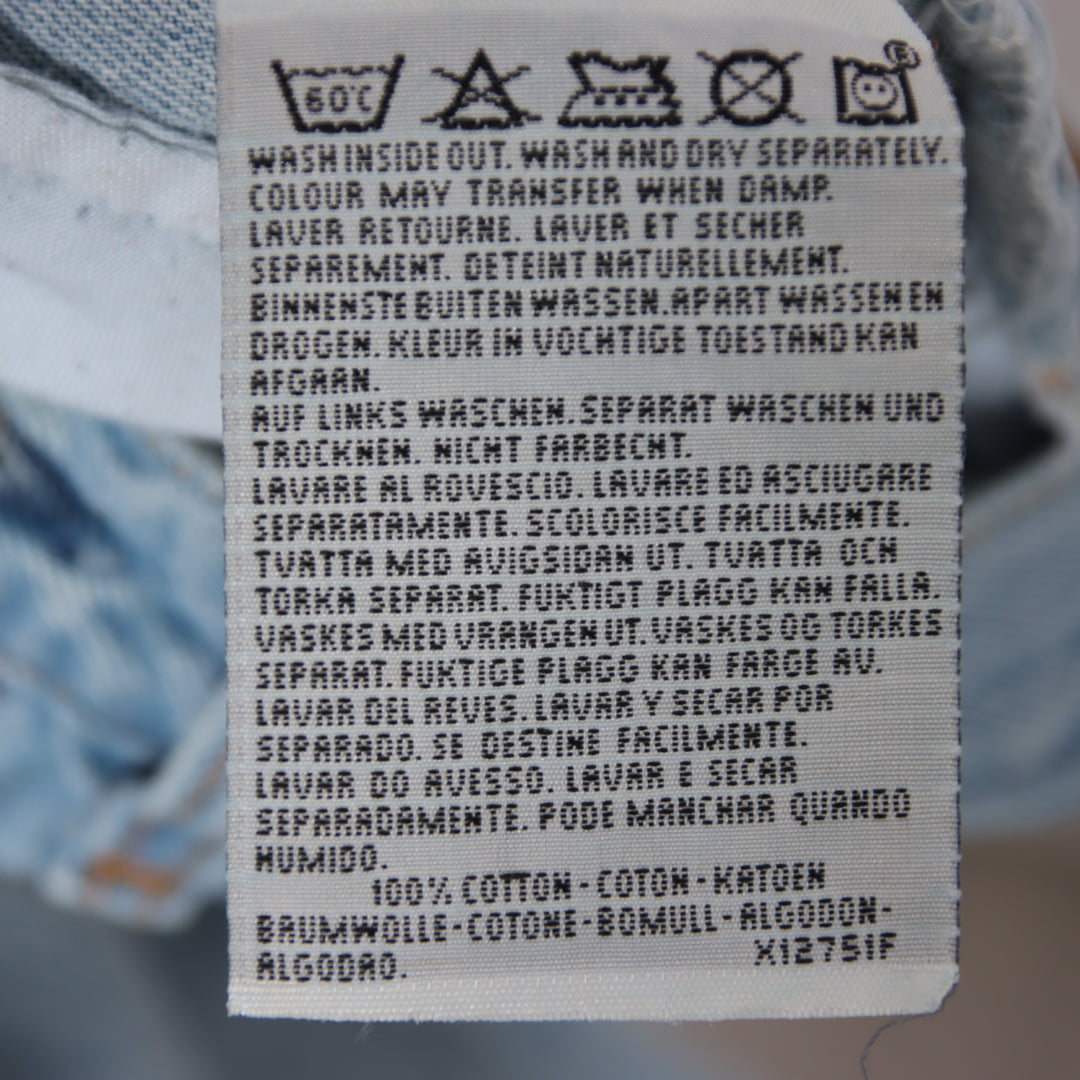 60°C
WASH INSIDE OUT. WASH AND DRY SEPARATELY.
COLOUR MAY TRANSFER WHEN DAMP.
LAVER RETOURNE. LAVER ET SECHER
SEPAREMENT. DETEINT NATURELLEMENT.
BINNENSTE BUITEN WASSEN. APART WASSEN EN
DROGEN. KLEUR IN VOCHTIGE TOESTAND KAN
AFGAAN.
AUF LINKS WASCHEN. SEPARAT WASCHEN UND
TROCKNEN. NICHT FARBECHT.
LAVARE AL ROVESCIO. LAVARE ED ASCIUGARE
SEPARATAMENTE. SCOLORISCE FACILMENTE.
TVATTA MED AVIGSIDAN UT. TVATTA OCH
TORKA SEPARAT. FUKTIGT PLAGG KAN FALLA.
VASKES MED VRANGEN UT. VASKES OG TORKES
SEPARAT. FUKTIGE PLAGG KAN FARGE AV.
LAVAR DEL REVES. LAVAR Y SECAR POR
SEPARADO. SE DESTINE FACILMENTE.
LAVAR DO AVESSO. LAVAR E SECAR
SEPARADAMENTE. PODE MANCHAR QUANDO
HUMIDO.
100% COTTON - COTON - KATOEN
BAUMWOLLE - COTONE - BOMULL - ALGODON -
ALGODAO. X12751F